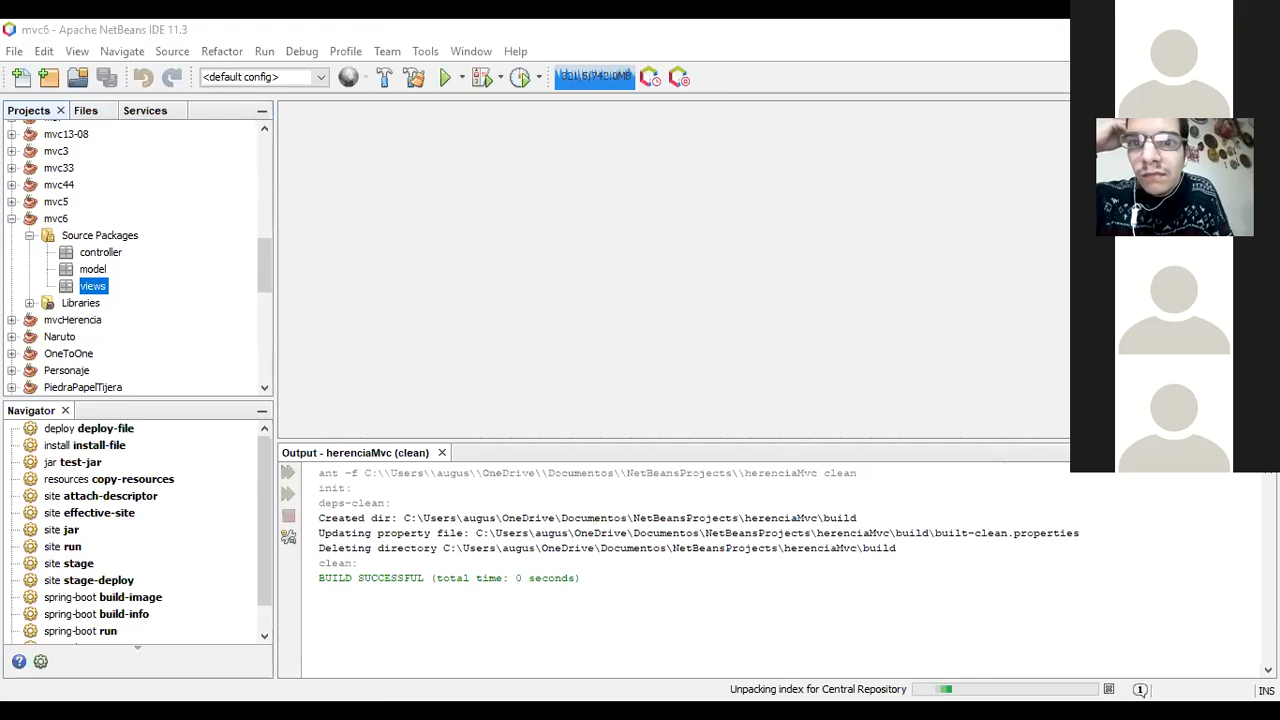 mvc6 - Apache NetBeans IDE 11.3
File Edit View Navigate Source Refactor Run Debug Profile Team Tools Window Help
<default config>
321,5/742,0MB
Projects Files Services
mvc13-08
mvc3
mvc33
mvc44
mvc5
mvc6
Source Packages
controller
model
views
Libraries
mvcHerencia
Naruto
OneToOne
Personaje
PiedraPapelTijera
Navigator
deploy deploy-file
install install-file
jar test-jar
resources copy-resources
site attach-descriptor
site effective-site
site jar
site run
site stage
site stage-deploy
spring-boot build-image
spring-boot build-info
spring-boot run
Output - herenciaMvc (clean)
ant -f C:\\Users\\augus\\OneDrive\\Documentos\\NetBeansProjects\\herenciaMvc clean
init:
deps-clean:
Created dir: C:\Users\augus\OneDrive\Documentos\NetBeansProjects\herenciaMvc\build
Updating property file: C:\Users\augus\OneDrive\Documentos\NetBeansProjects\herenciaMvc\build\built-clean.properties
Deleting directory C:\Users\augus\OneDrive\Documentos\NetBeansProjects\herenciaMvc\build
clean:
BUILD SUCCESSFUL (total time: 0 seconds)
Unpacking index for Central Repository
1
INS